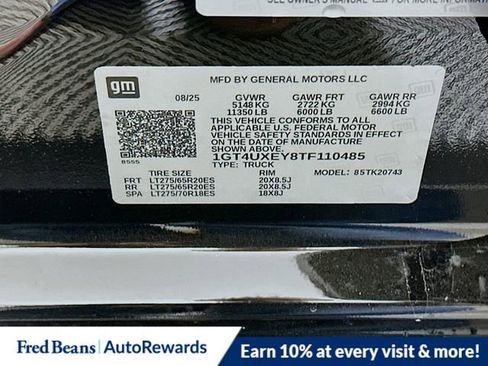 SEE OWNER'S MANUAL
gm
MFD BY GENERAL MOTORS LLC
08/25 GVWR GAWR FRT GAWR RR
5148 KG 2722 KG 2994 KG
11350 LB 6000 LB 6600 LB
THIS VEHICLE CONFORMS TO ALL
APPLICABLE U.S. FEDERAL MOTOR
VEHICLE SAFETY STANDARDS IN EFFECT
ON THE DATE OF MANUFACTURE SHOWN ABOVE.
1GT4UXEY8TF110485
TYPE: TRUCK
TIRE SIZE RIM MODEL: 85TK20743
FRT LT275/65R20ES 20X8.5J
RR LT275/65R20ES 20X8.5J
SPA LT275/70R18ES 18X8J
Fred Beans AutoRewards
Earn 10% at every visit & more!